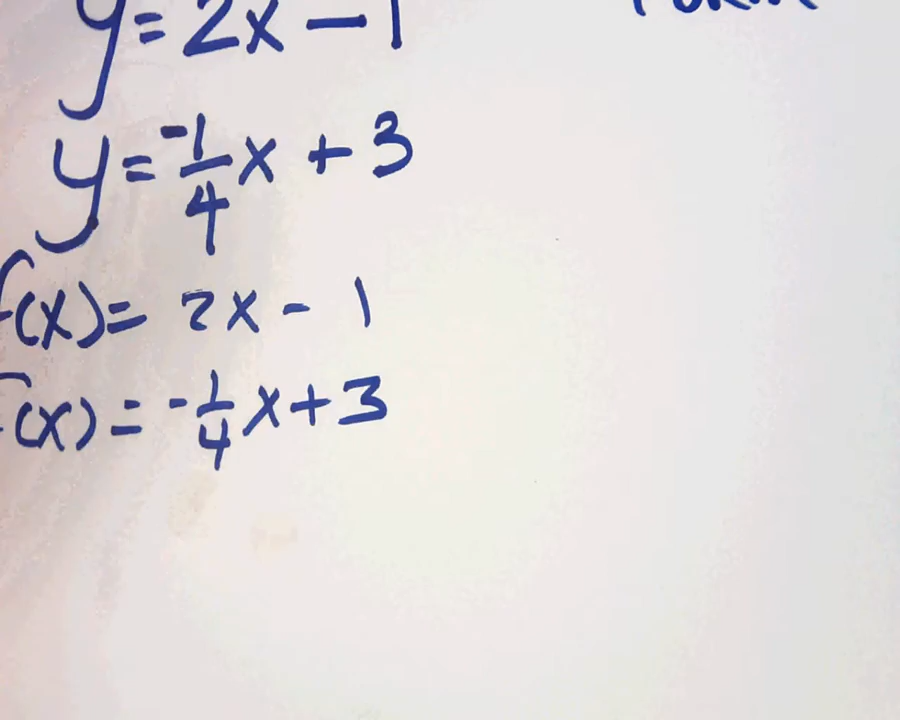 y = 2x - 1
y = -1/4 x + 3
f(x) = 2x - 1
f(x) = -1/4 x + 3